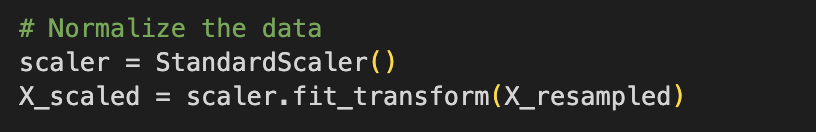 # Normalize the data
scaler = StandardScaler()
X_scaled = scaler.fit_transform(X_resampled)